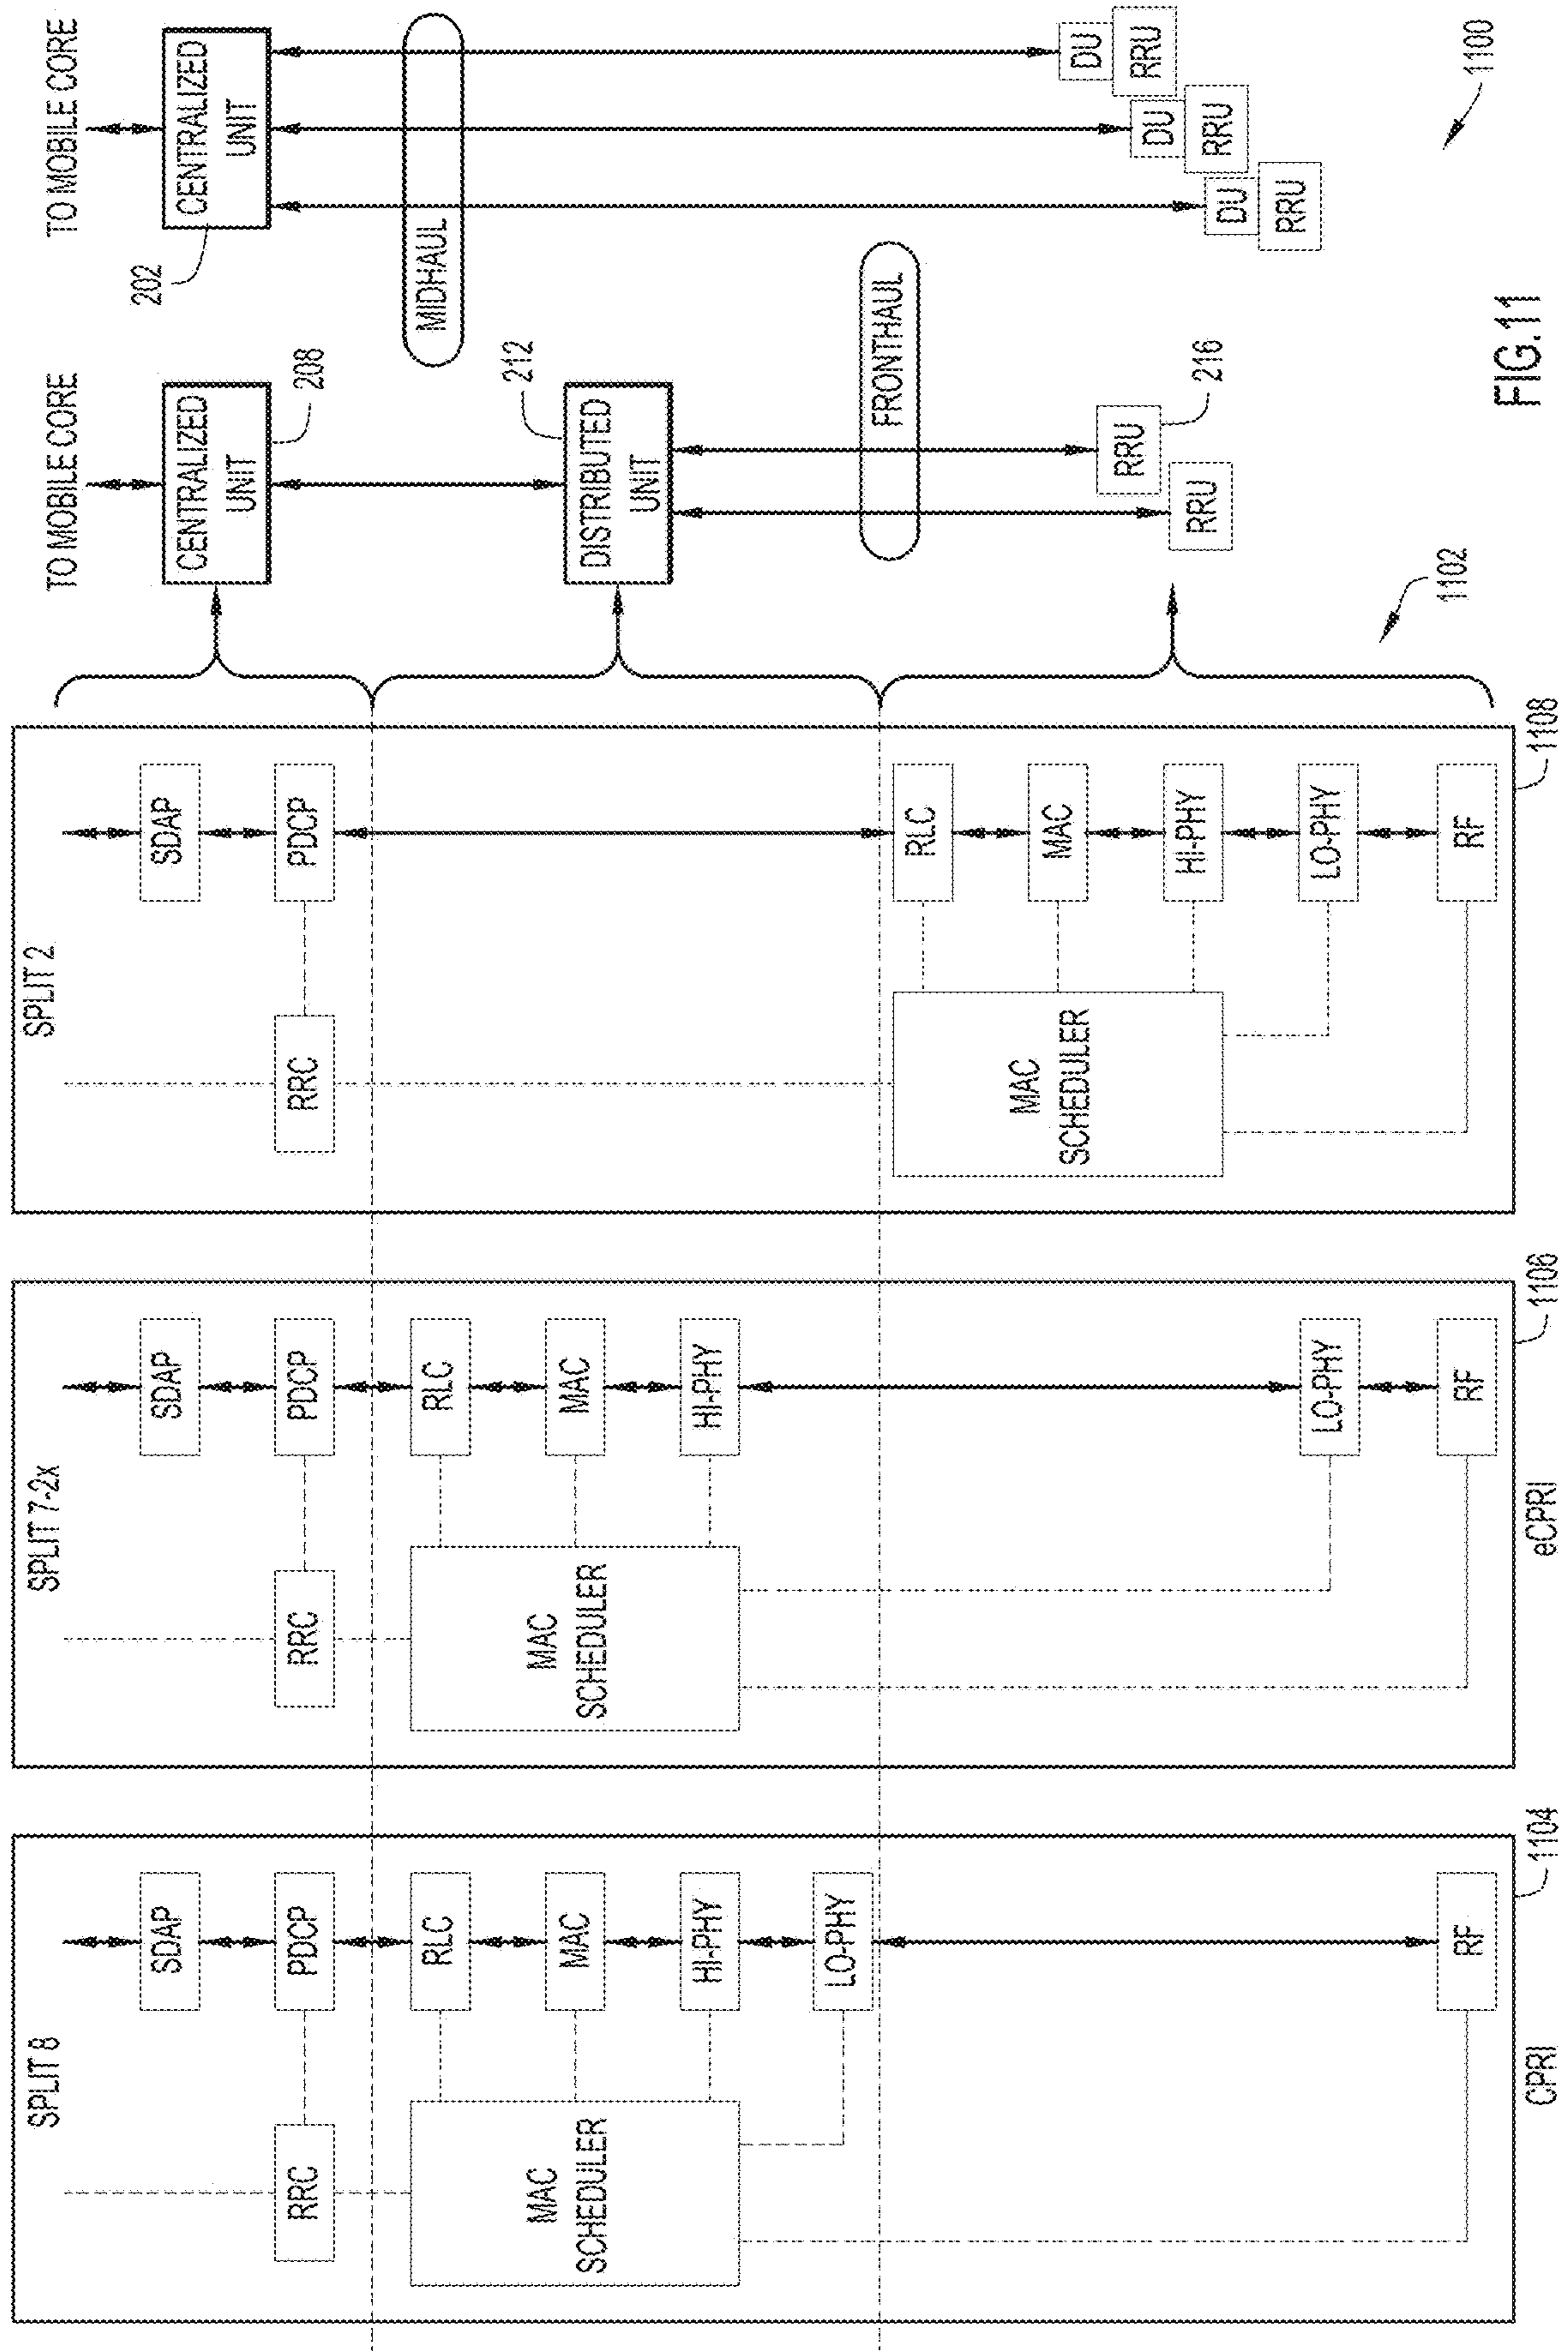 SPLIT 8
SDAP
RRC
PDCP
RLC
MAC
HI-PHY
LO-PHY
MAC
SCHEDULER
RF
CPRI
1104
SPLIT 7-2x
SDAP
RRC
PDCP
RLC
MAC
HI-PHY
MAC
SCHEDULER
LO-PHY
RF
eCPRI
1106
SPLIT 2
SDAP
RRC
PDCP
RLC
MAC
HI-PHY
LO-PHY
MAC
SCHEDULER
RF
1108
TO MOBILE CORE
CENTRALIZED
UNIT
208
212
DISTRIBUTED
UNIT
FRONTHAUL
RRU
RRU
216
1102
TO MOBILE CORE
202
CENTRALIZED
UNIT
MIDHAUL
DU
RRU
DU
RRU
DU
RRU
1100
FIG.11